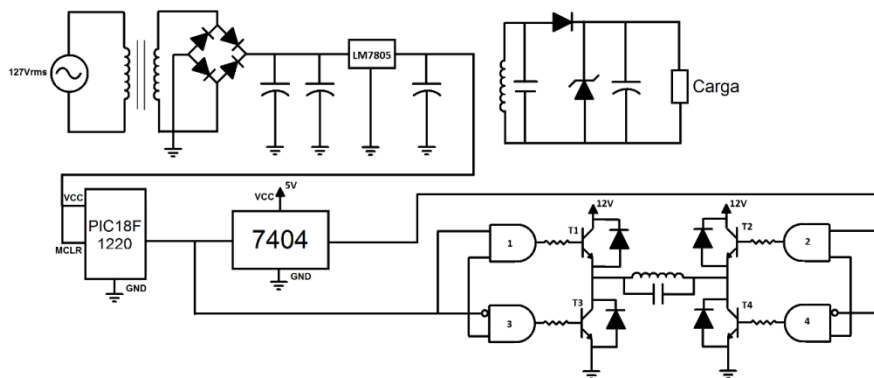 127Vrms
LM7805
Carga
VCC
PIC18F
1220
MCLR
GND
5V
VCC
7404
GND
12V
12V
T1
T2
1
2
T3
T4
3
4